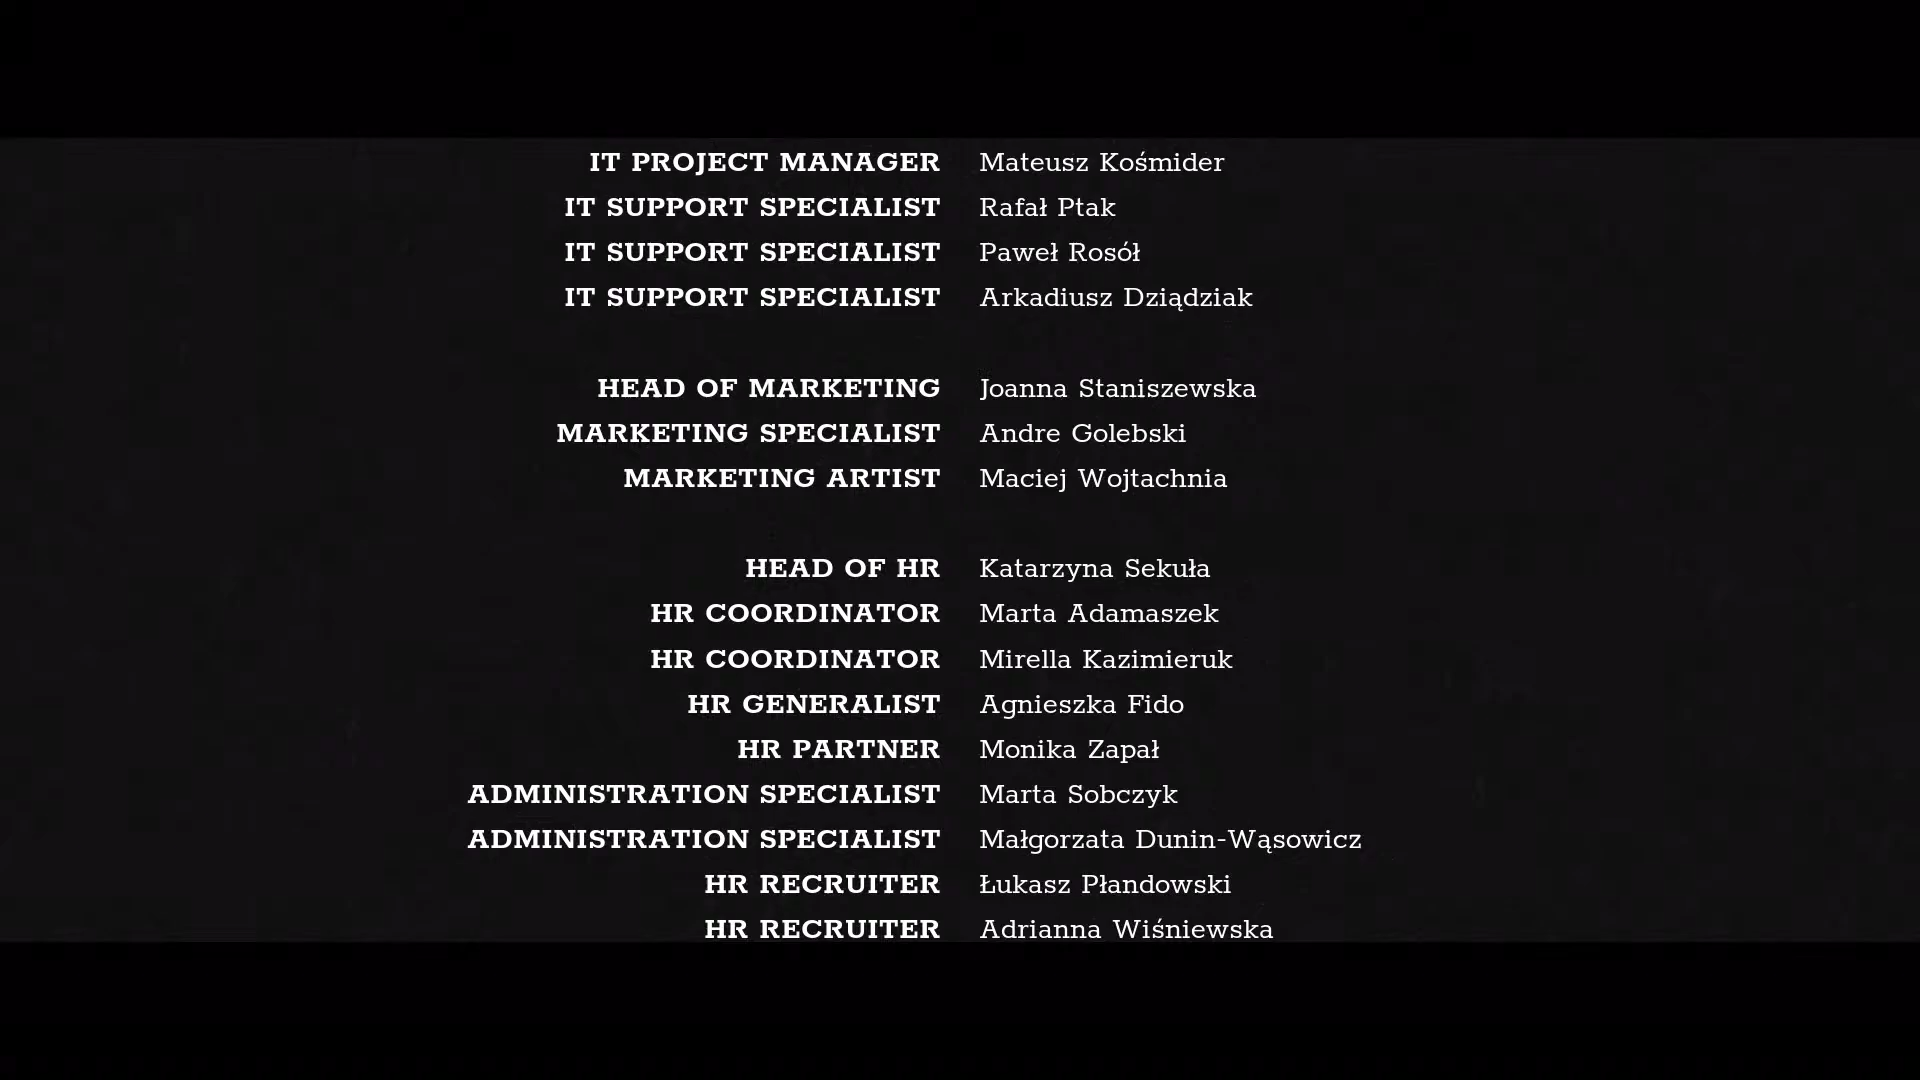 IT PROJECT MANAGER Mateusz Kośmider
IT SUPPORT SPECIALIST Rafał Ptak
IT SUPPORT SPECIALIST Paweł Rosół
IT SUPPORT SPECIALIST Arkadiusz Dziądziak
HEAD OF MARKETING Joanna Staniszewska
MARKETING SPECIALIST Andre Golebski
MARKETING ARTIST Maciej Wojtachnia
HEAD OF HR Katarzyna Sekuła
HR COORDINATOR Marta Adamaszek
HR COORDINATOR Mirella Kazimieruk
HR GENERALIST Agnieszka Fido
HR PARTNER Monika Zapał
ADMINISTRATION SPECIALIST Marta Sobczyk
ADMINISTRATION SPECIALIST Małgorzata Dunin-Wąsowicz
HR RECRUITER Łukasz Płandowski
HR RECRUITER Adrianna Wiśniewska